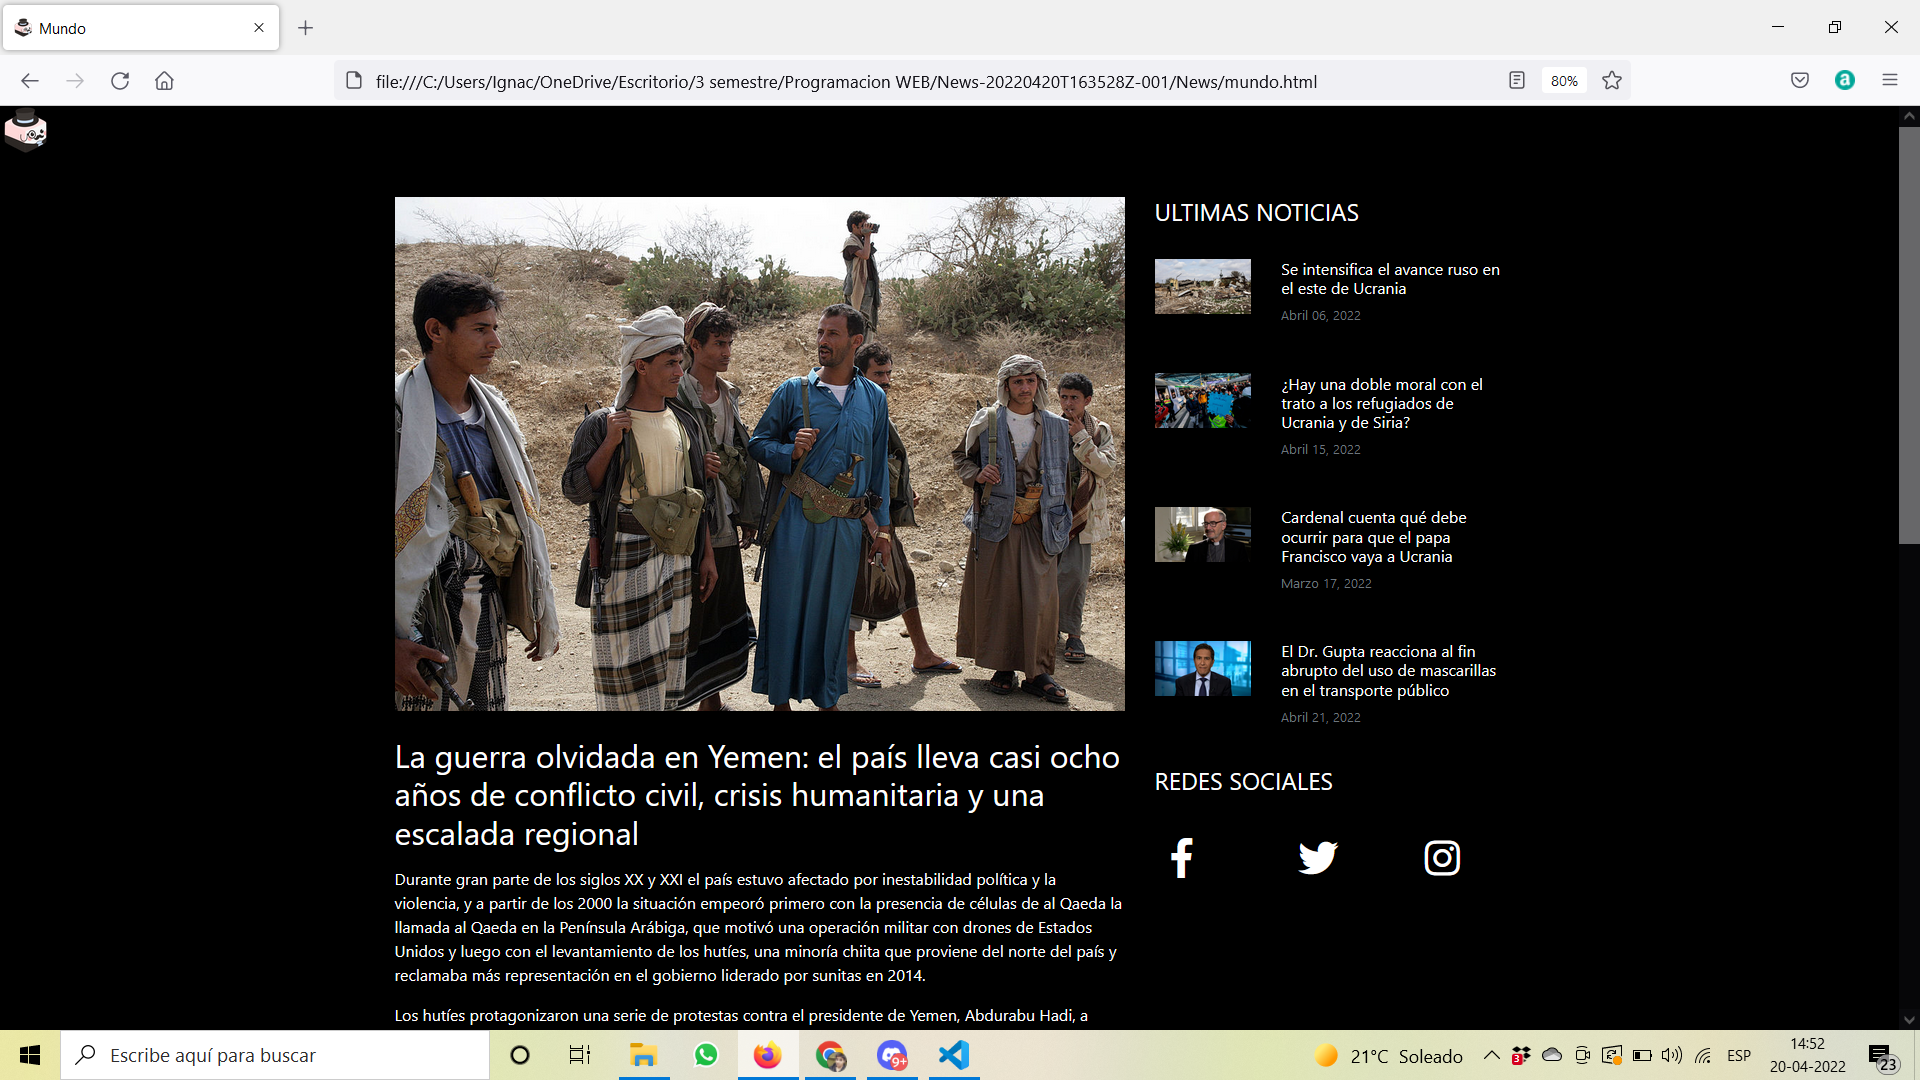 Mundo
file:///C:/Users/Ignac/OneDrive/Escritorio/3 semestre/Programacion WEB/News-20220420T163528Z-001/News/mundo.html
80%
a
ULTIMAS NOTICIAS
Se intensifica el avance ruso en
el este de Ucrania
Abril 06, 2022
¿Hay una doble moral con el
trato a los refugiados de
Ucrania y de Siria?
Abril 15, 2022
Cardenal cuenta qué debe
ocurrir para que el papa
Francisco vaya a Ucrania
Marzo 17, 2022
El Dr. Gupta reacciona al fin
abrupto del uso de mascarillas
en el transporte público
Abril 21, 2022
REDES SOCIALES
La guerra olvidada en Yemen: el país lleva casi ocho
años de conflicto civil, crisis humanitaria y una
escalada regional
Durante gran parte de los siglos XX y XXI el país estuvo afectado por inestabilidad política y la
violencia, y a partir de los 2000 la situación empeoró primero con la presencia de células de al Qaeda la
llamada al Qaeda en la Península Arábiga, que motivó una operación militar con drones de Estados
Unidos y luego con el levantamiento de los hutíes, una minoría chiita que proviene del norte del país y
reclamaba más representación en el gobierno liderado por sunitas en 2014.
Los hutíes protagonizaron una serie de protestas contra el presidente de Yemen, Abdurabu Hadi, a
Escribe aquí para buscar
9+
21°C Soleado
3
ESP
14:52
20-04-2022
23